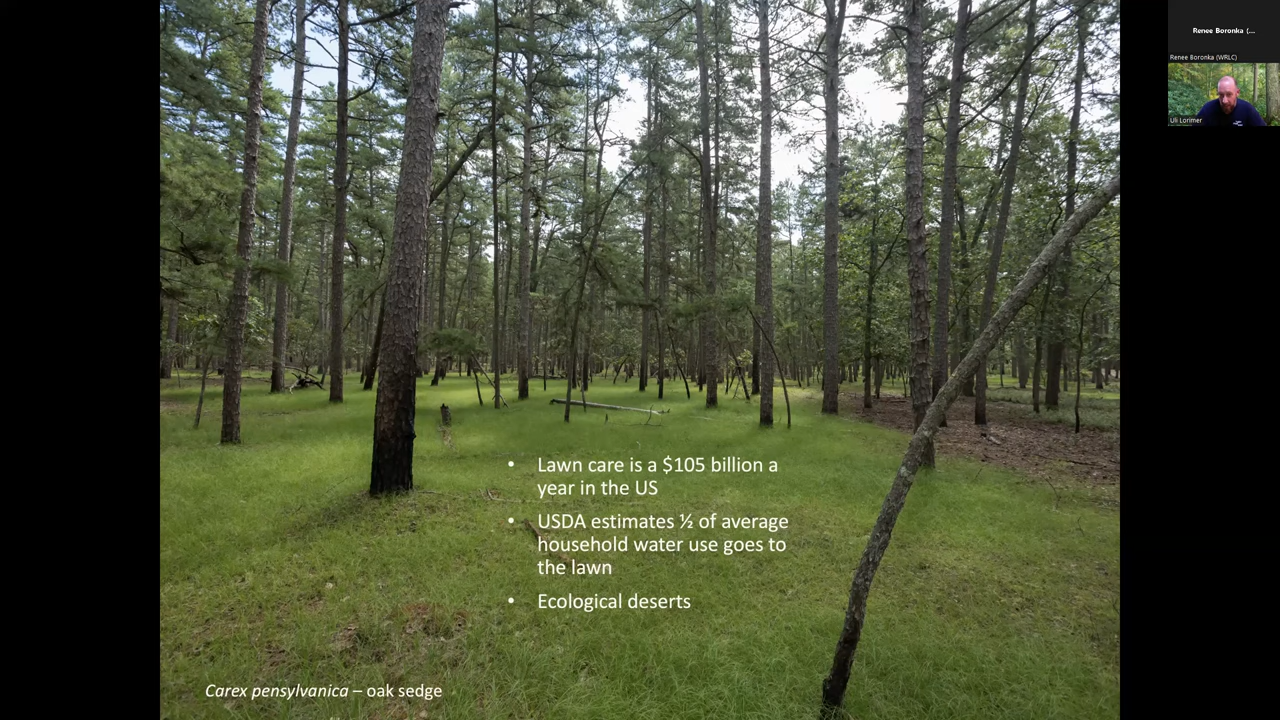 Renee Boronka (...
Renee Boronka (WRLC)
Uli Lorimer
• Lawn care is a $105 billion a
year in the US
• USDA estimates ½ of average
household water use goes to
the lawn
• Ecological deserts
Carex pensylvanica – oak sedge